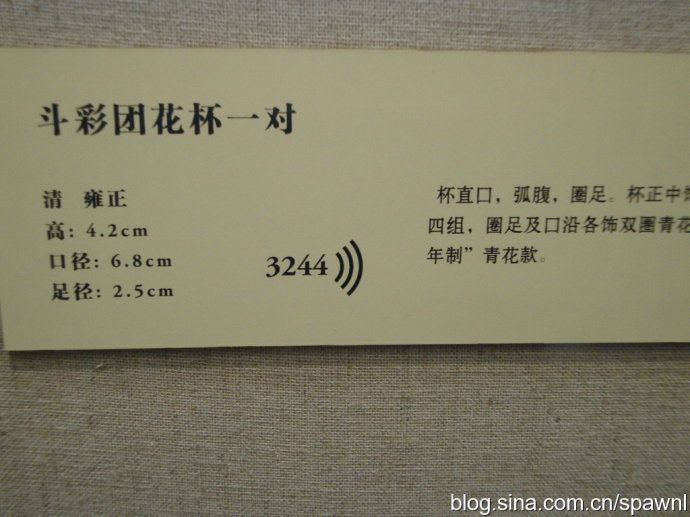 斗彩团花杯一对
清 雍正
高: 4.2cm
口径: 6.8cm
足径: 2.5cm
3244
杯直口，弧腹，圈足。杯正中饰
四组，圈足及口沿各饰双圈青花
年制”青花款。
blog.sina.com.cn/spawnl